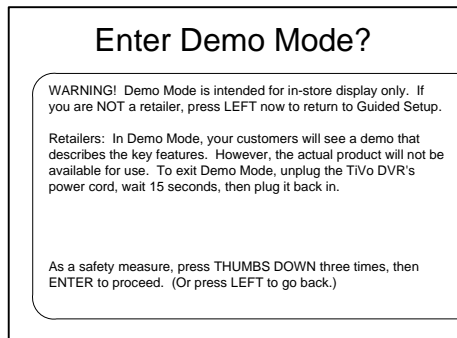 Enter Demo Mode?
WARNING!  Demo Mode is intended for in-store display only.  If
you are NOT a retailer, press LEFT now to return to Guided Setup.
Retailers:  In Demo Mode, your customers will see a demo that
describes the key features.  However, the actual product will not be
available for use.  To exit Demo Mode, unplug the TiVo DVR's
power cord, wait 15 seconds, then plug it back in.
As a safety measure, press THUMBS DOWN three times, then
ENTER to proceed.  (Or press LEFT to go back.)